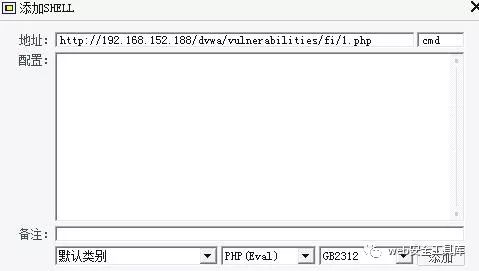 添加SHELL
地址: http://192.168.152.188/dvwa/vulnerabilities/fi/1.php cmd
配置:
备注:
默认类别 PHP(Eval) GB2312 添加
web安全工具库